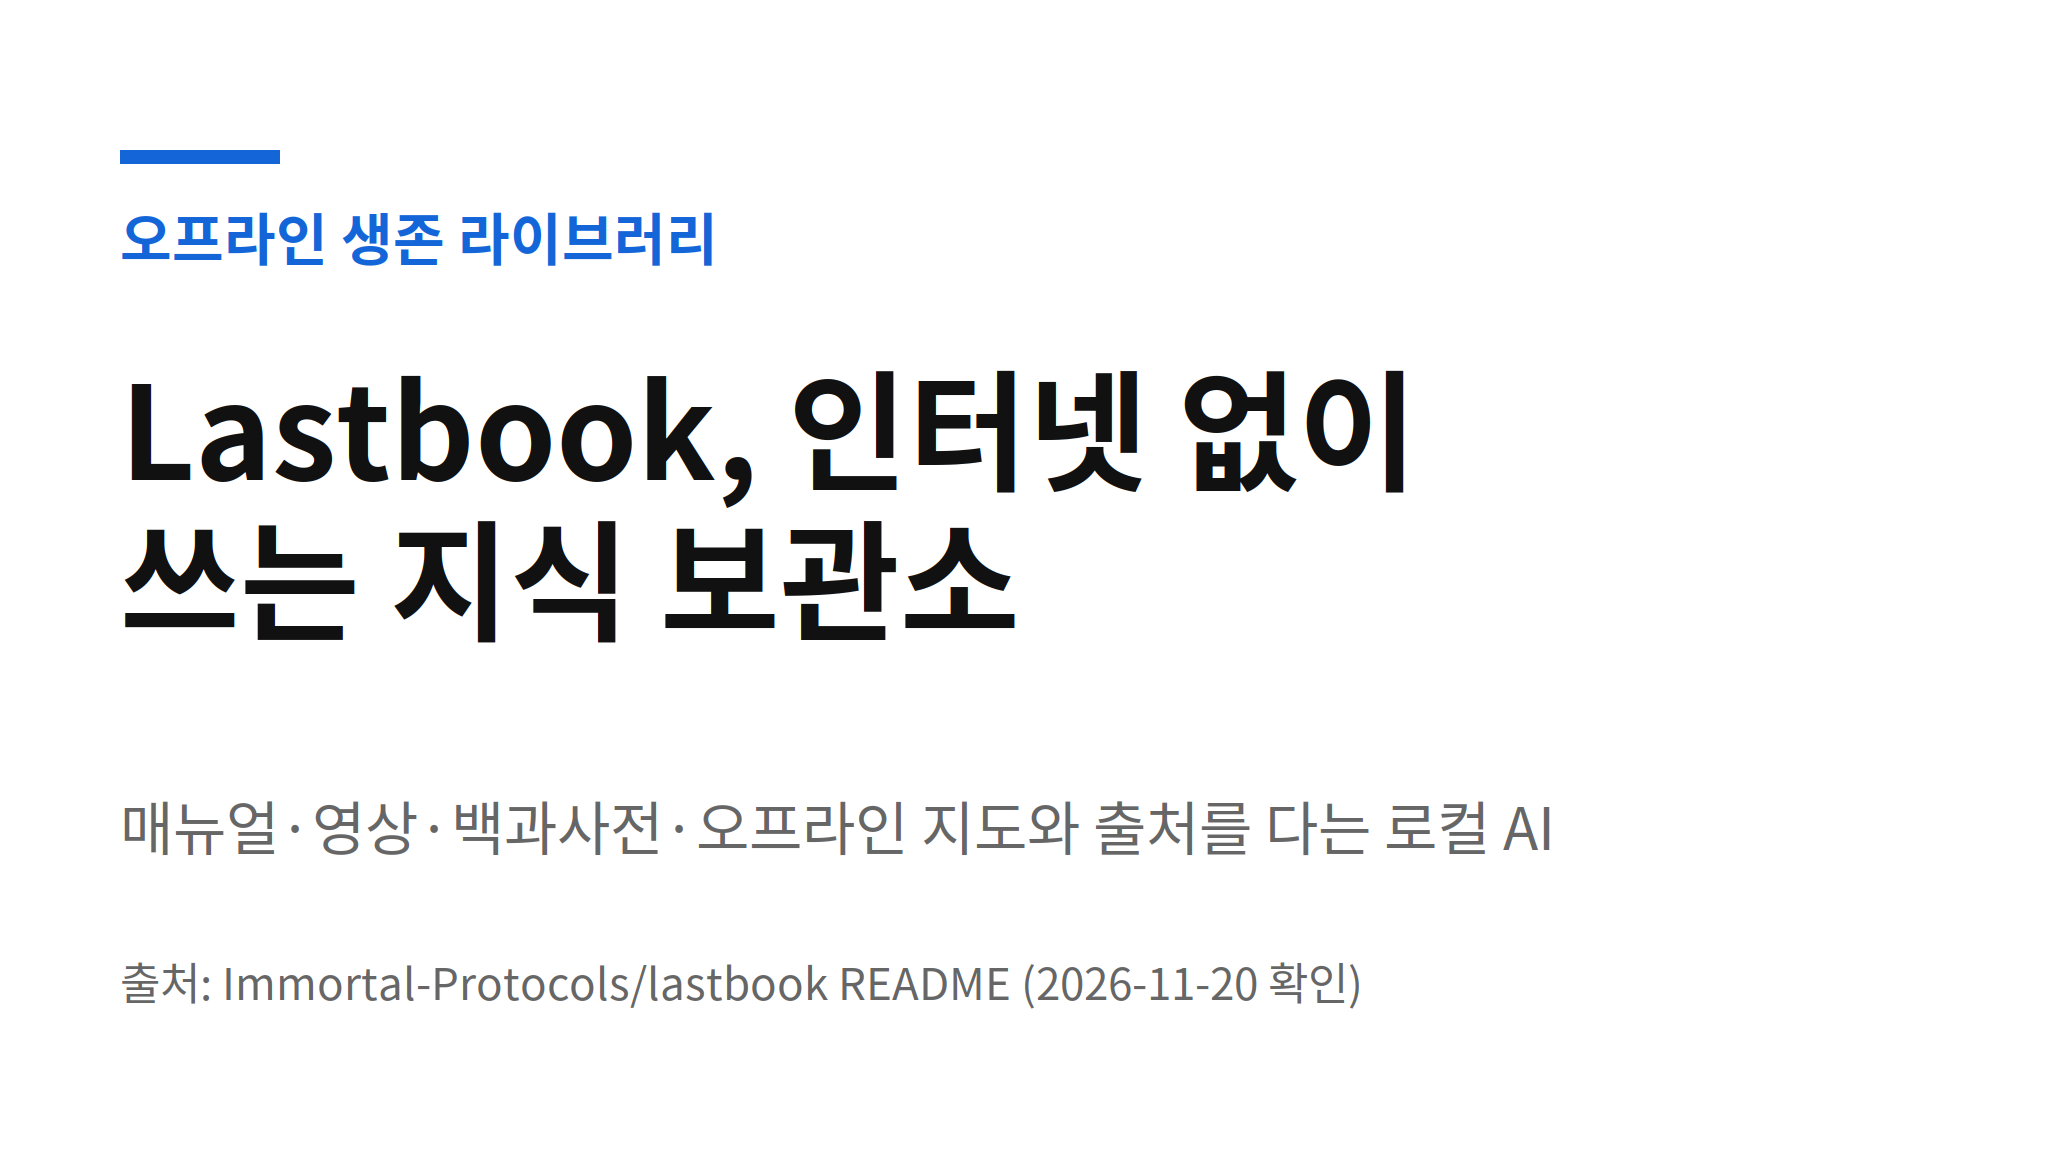 오프라인 생존 라이브러리
Lastbook, 인터넷 없이
쓰는 지식 보관소
매뉴얼·영상·백과사전·오프라인 지도와 출처를 다는 로컬 AI
출처: Immortal-Protocols/lastbook README (2026-11-20 확인)